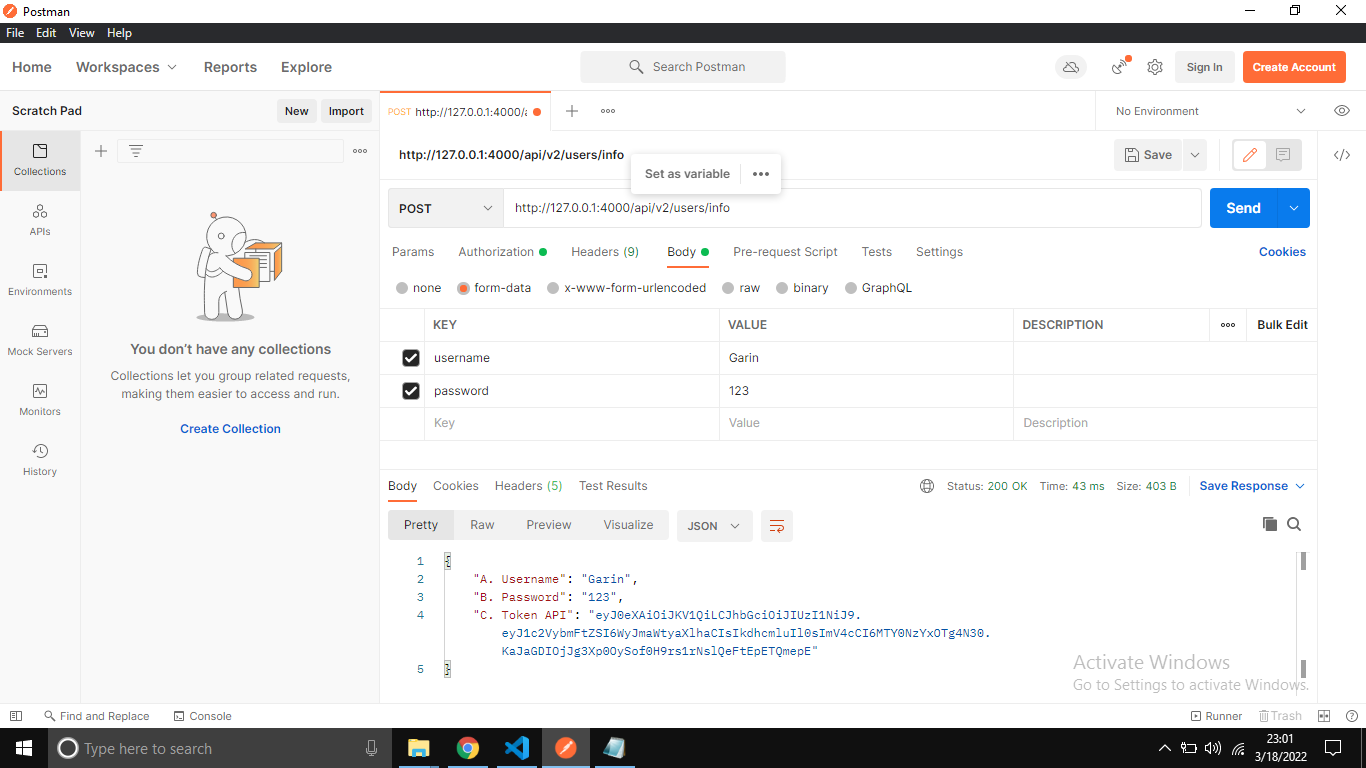 Postman
File Edit View Help
Home Workspaces Reports Explore Search Postman Sign In Create Account
Scratch Pad New Import POST http://127.0.0.1:4000/a No Environment
Collections
APIs
Environments
Mock Servers
Monitors
History
You don't have any collections
Collections let you group related requests,
making them easier to access and run.
Create Collection
http://127.0.0.1:4000/api/v2/users/info Save
Set as variable
POST http://127.0.0.1:4000/api/v2/users/info Send
Params Authorization Headers (9) Body Pre-request Script Tests Settings Cookies
none form-data x-www-form-urlencoded raw binary GraphQL
KEY VALUE DESCRIPTION Bulk Edit
username Garin
password 123
Key Value Description
Body Cookies Headers (5) Test Results Status: 200 OK Time: 43 ms Size: 403 B Save Response
Pretty Raw Preview Visualize JSON
1 {
2 "A. Username": "Garin",
3 "B. Password": "123",
4 "C. Token API": "eyJ0eXAiOiJKV1QiLCJhbGciOiJIUzI1NiJ9.
eyJ1c2VybmFtZSI6WyJmaWtyaXlhaCIsIkdhcmluIl0sImV4cCI6MTY0NzYxOTg4N30.
KaJaGDIOjJg3Xp0OySof0H9rs1rNslQeFtEpETQmepE"
5 }
Activate Windows
Go to Settings to activate Windows.
Find and Replace Console Runner Trash
Type here to search
23:01
3/18/2022